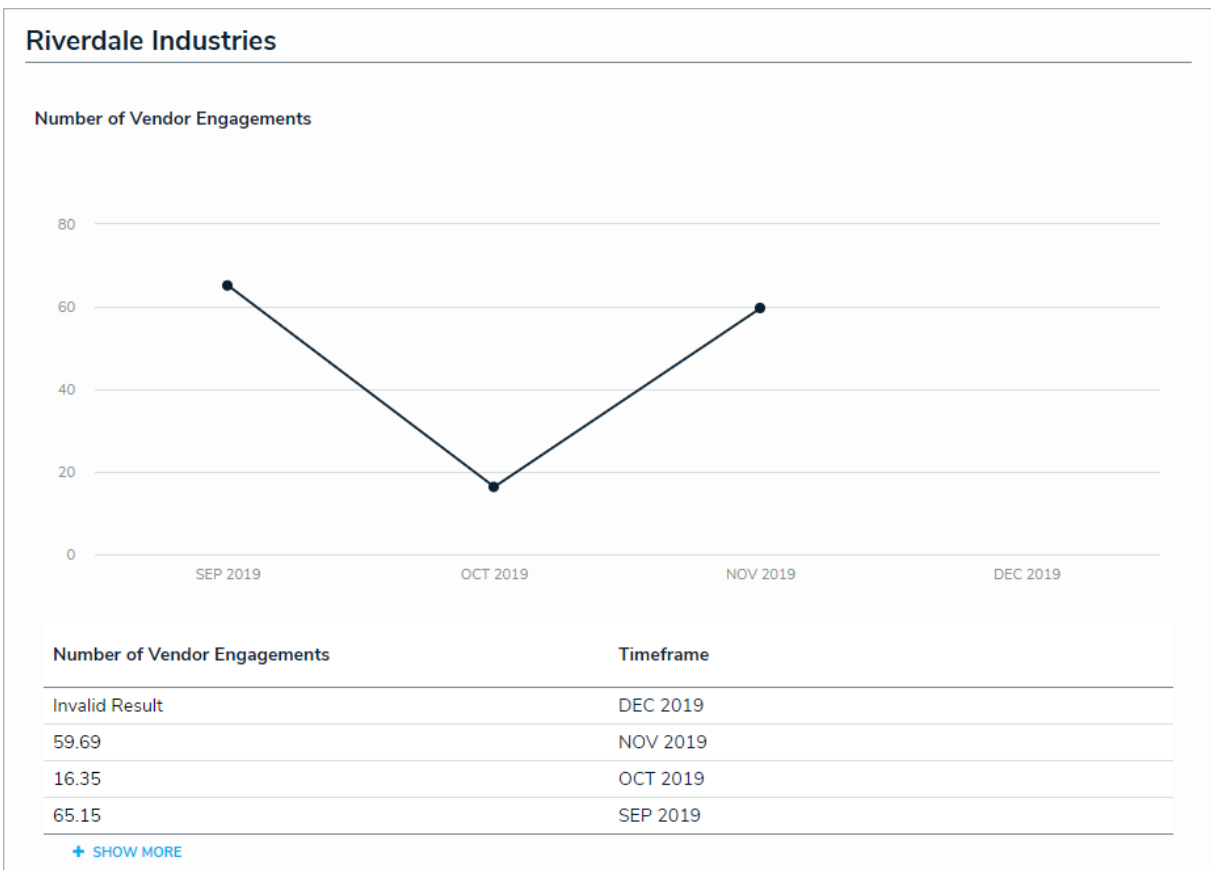 Riverdale Industries
Number of Vendor Engagements
80
60
40
20
0
SEP 2019 OCT 2019 NOV 2019 DEC 2019
Number of Vendor Engagements Timeframe
Invalid Result DEC 2019
59.69 NOV 2019
16.35 OCT 2019
65.15 SEP 2019
+ SHOW MORE